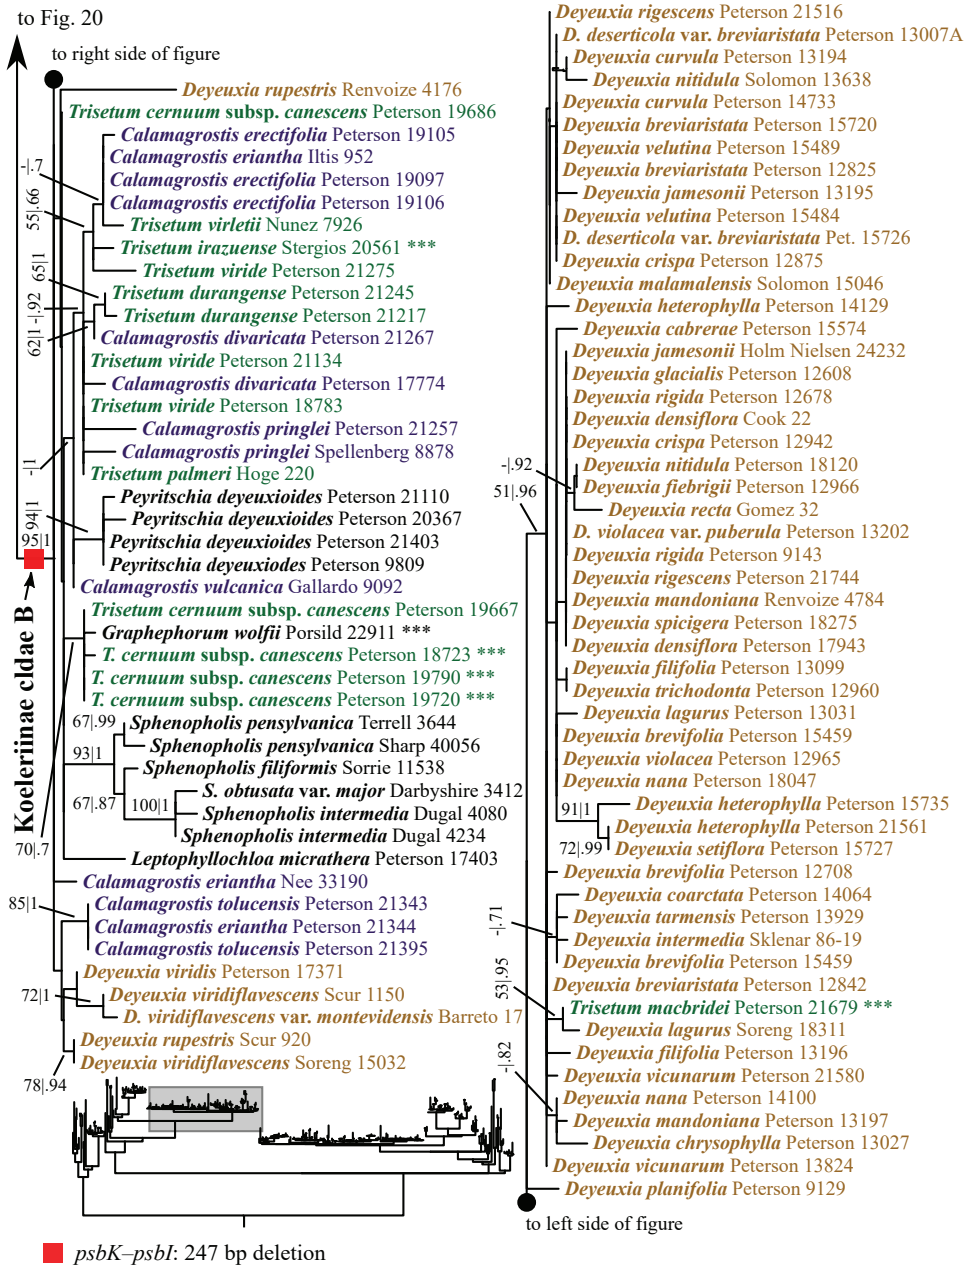 to Fig. 20
to right side of figure
Deyeuxia rupestris Renvoize 4176
Trisetum cernuum subsp. canescens Peterson 19686
Calamagrostis erectifolia Peterson 19105
Calamagrostis eriantha Iltis 952
-|.7
Calamagrostis erectifolia Peterson 19097
Calamagrostis erectifolia Peterson 19106
55|.66
Trisetum virletii Nunez 7926
Trisetum irazuense Stergios 20561 ***
Trisetum viride Peterson 21275
65|1
Trisetum durangense Peterson 21245
-|.92
Trisetum durangense Peterson 21217
62|1
Calamagrostis divaricata Peterson 21267
Trisetum viride Peterson 21134
Calamagrostis divaricata Peterson 17774
Trisetum viride Peterson 18783
Calamagrostis pringlei Peterson 21257
Calamagrostis pringlei Spellenberg 8878
-|1
Trisetum palmeri Hoge 220
Peyritschia deyeuxioides Peterson 21110
94|1
Peyritschia deyeuxioides Peterson 20367
95|1
Peyritschia deyeuxioides Peterson 21403
Peyritschia deyeuxiodes Peterson 9809
Calamagrostis vulcanica Gallardo 9092
Koeleriinae cldae B
Trisetum cernuum subsp. canescens Peterson 19667
Graphephorum wolfii Porsild 22911 ***
T. cernuum subsp. canescens Peterson 18723 ***
T. cernuum subsp. canescens Peterson 19790 ***
T. cernuum subsp. canescens Peterson 19720 ***
67|.99
Sphenopholis pensylvanica Terrell 3644
93|1
Sphenopholis pensylvanica Sharp 40056
Sphenopholis filiformis Sorrie 11538
67|.87
S. obtusata var. major Darbyshire 3412
100|1
Sphenopholis intermedia Dugal 4080
Sphenopholis intermedia Dugal 4234
70|.7
Leptophyllochloa micrathera Peterson 17403
Calamagrostis eriantha Nee 33190
85|1
Calamagrostis tolucensis Peterson 21343
Calamagrostis eriantha Peterson 21344
Calamagrostis tolucensis Peterson 21395
Deyeuxia viridis Peterson 17371
72|1
Deyeuxia viridiflavescens Scur 1150
D. viridiflavescens var. montevidensis Barreto 17
Deyeuxia rupestris Scur 920
Deyeuxia viridiflavescens Soreng 15032
78|.94
psbK–psbI: 247 bp deletion
Deyeuxia rigescens Peterson 21516
D. deserticola var. breviaristata Peterson 13007A
Deyeuxia curvula Peterson 13194
Deyeuxia nitidula Solomon 13638
Deyeuxia curvula Peterson 14733
Deyeuxia breviaristata Peterson 15720
Deyeuxia velutina Peterson 15489
Deyeuxia breviaristata Peterson 12825
Deyeuxia jamesonii Peterson 13195
Deyeuxia velutina Peterson 15484
D. deserticola var. breviaristata Pet. 15726
Deyeuxia crispa Peterson 12875
Deyeuxia malamalensis Solomon 15046
Deyeuxia heterophylla Peterson 14129
Deyeuxia cabrerae Peterson 15574
Deyeuxia jamesonii Holm Nielsen 24232
Deyeuxia glacialis Peterson 12608
Deyeuxia rigida Peterson 12678
Deyeuxia densiflora Cook 22
Deyeuxia crispa Peterson 12942
-|.92
Deyeuxia nitidula Peterson 18120
51|.96
Deyeuxia fiebrigii Peterson 12966
Deyeuxia recta Gomez 32
D. violacea var. puberula Peterson 13202
Deyeuxia rigida Peterson 9143
Deyeuxia rigescens Peterson 21744
Deyeuxia mandoniana Renvoize 4784
Deyeuxia spicigera Peterson 18275
Deyeuxia densiflora Peterson 17943
Deyeuxia filifolia Peterson 13099
Deyeuxia trichodonta Peterson 12960
Deyeuxia lagurus Peterson 13031
Deyeuxia brevifolia Peterson 15459
Deyeuxia violacea Peterson 12965
Deyeuxia nana Peterson 18047
91|1
Deyeuxia heterophylla Peterson 15735
Deyeuxia heterophylla Peterson 21561
72|.99
Deyeuxia setiflora Peterson 15727
Deyeuxia brevifolia Peterson 12708
Deyeuxia coarctata Peterson 14064
-|.71
Deyeuxia tarmensis Peterson 13929
Deyeuxia intermedia Sklenar 86-19
Deyeuxia brevifolia Peterson 15459
53|.95
Deyeuxia breviaristata Peterson 12842
Trisetum macbridei Peterson 21679 ***
Deyeuxia lagurus Soreng 18311
-|.82
Deyeuxia filifolia Peterson 13196
Deyeuxia vicunarum Peterson 21580
Deyeuxia nana Peterson 14100
Deyeuxia mandoniana Peterson 13197
Deyeuxia chrysophylla Peterson 13027
Deyeuxia vicunarum Peterson 13824
Deyeuxia planifolia Peterson 9129
to left side of figure